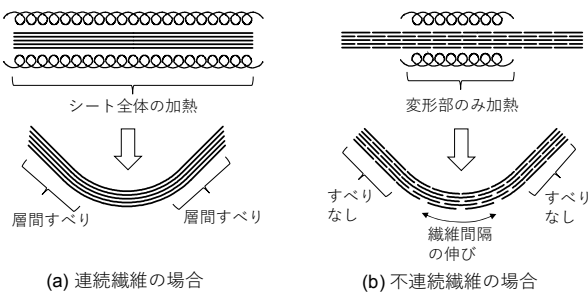 シート全体の加熱
層間すべり
層間すべり
(a) 連続繊維の場合
変形部のみ加熱
すべり
なし
繊維間隔
の伸び
すべり
なし
(b) 不連続繊維の場合